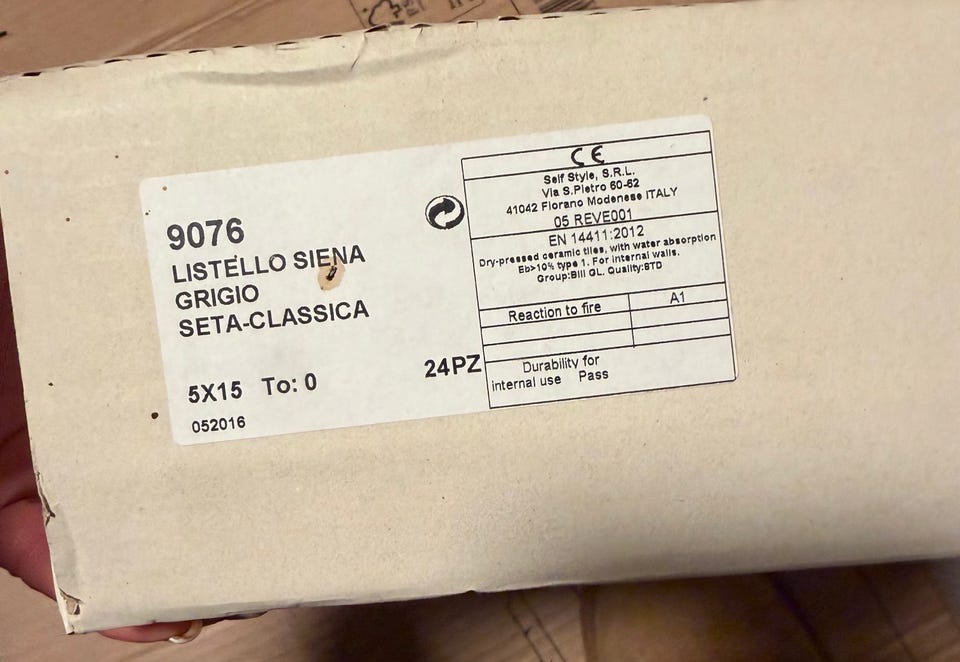 9076
LISTELLO SIENA
GRIGIO
SETA-CLASSICA
5X15 To: 0
24PZ
052016
CE
Self Style, S.R.L.
Via S.Pietro 60-62
41042 Fiorano Modenese ITALY
05 REVE001
EN 14411:2012
Dry-pressed ceramic tiles, with water absorption
Eb>10% type 1. For internal walls.
Group:BIII GL. Quality:STD
Reaction to fire A1
Durability for
internal use Pass